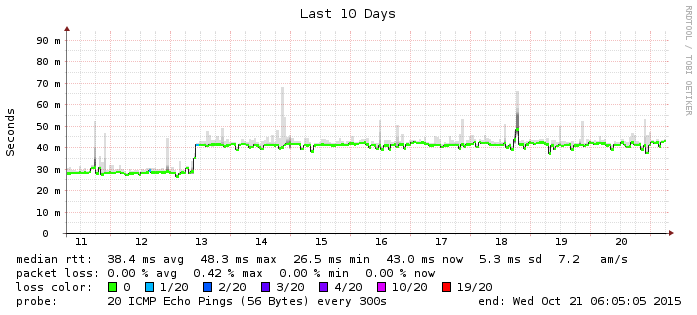 Last 10 Days
RRDTOOL / TOBI OETIKER
Seconds
90 m
80 m
70 m
60 m
50 m
40 m
30 m
20 m
10 m
0
11 12 13 14 15 16 17 18 19 20
median rtt: 38.4 ms avg 48.3 ms max 26.5 ms min 43.0 ms now 5.3 ms sd 7.2 am/s
packet loss: 0.00 % avg 0.42 % max 0.00 % min 0.00 % now
loss color: 0 1/20 2/20 3/20 4/20 10/20 19/20
probe: 20 ICMP Echo Pings (56 Bytes) every 300s end: Wed Oct 21 06:05:05 2015